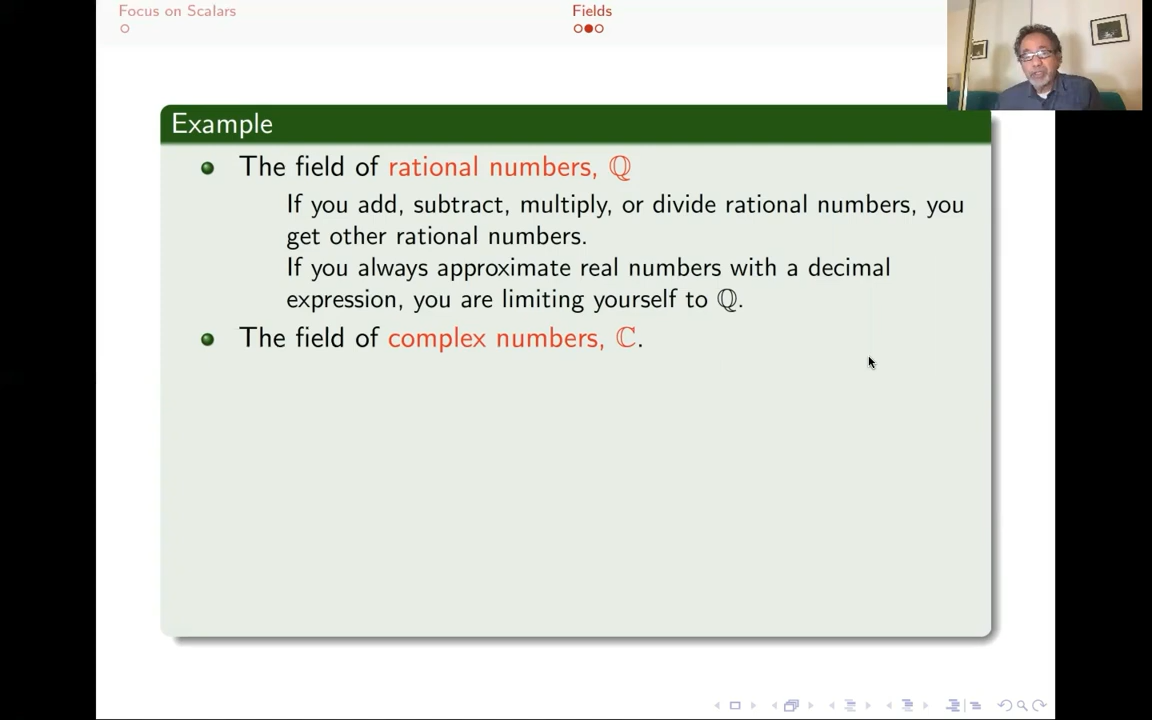 Focus on Scalars
Fields
Example
The field of rational numbers, ℚ
If you add, subtract, multiply, or divide rational numbers, you
get other rational numbers.
If you always approximate real numbers with a decimal
expression, you are limiting yourself to ℚ.
The field of complex numbers, ℂ.